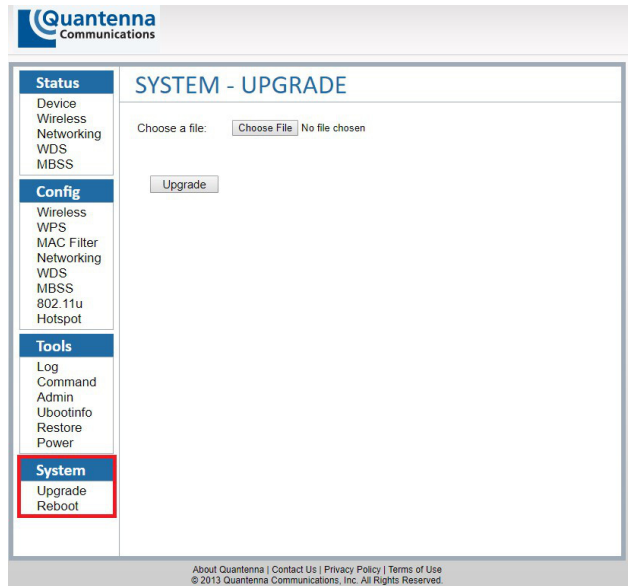 Quantenna
Communications
Status
Device
Wireless
Networking
WDS
MBSS
Config
Wireless
WPS
MAC Filter
Networking
WDS
MBSS
802.11u
Hotspot
Tools
Log
Command
Admin
Ubootinfo
Restore
Power
System
Upgrade
Reboot
SYSTEM - UPGRADE
Choose a file: Choose File No file chosen
Upgrade
About Quantenna | Contact Us | Privacy Policy | Terms of Use
© 2013 Quantenna Communications, Inc. All Rights Reserved.